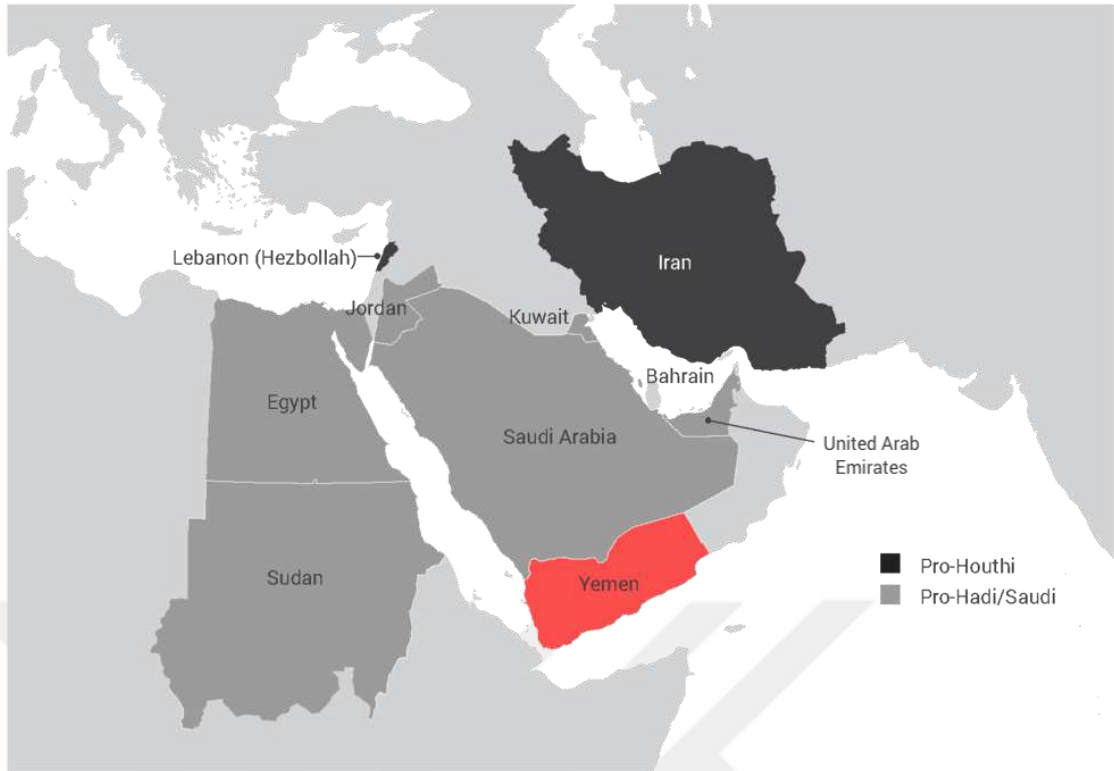 Lebanon (Hezbollah)
Iran
Jordan
Kuwait
Bahrain
Egypt
Saudi Arabia
United Arab
Emirates
Sudan
Yemen
Pro-Houthi
Pro-Hadi/Saudi